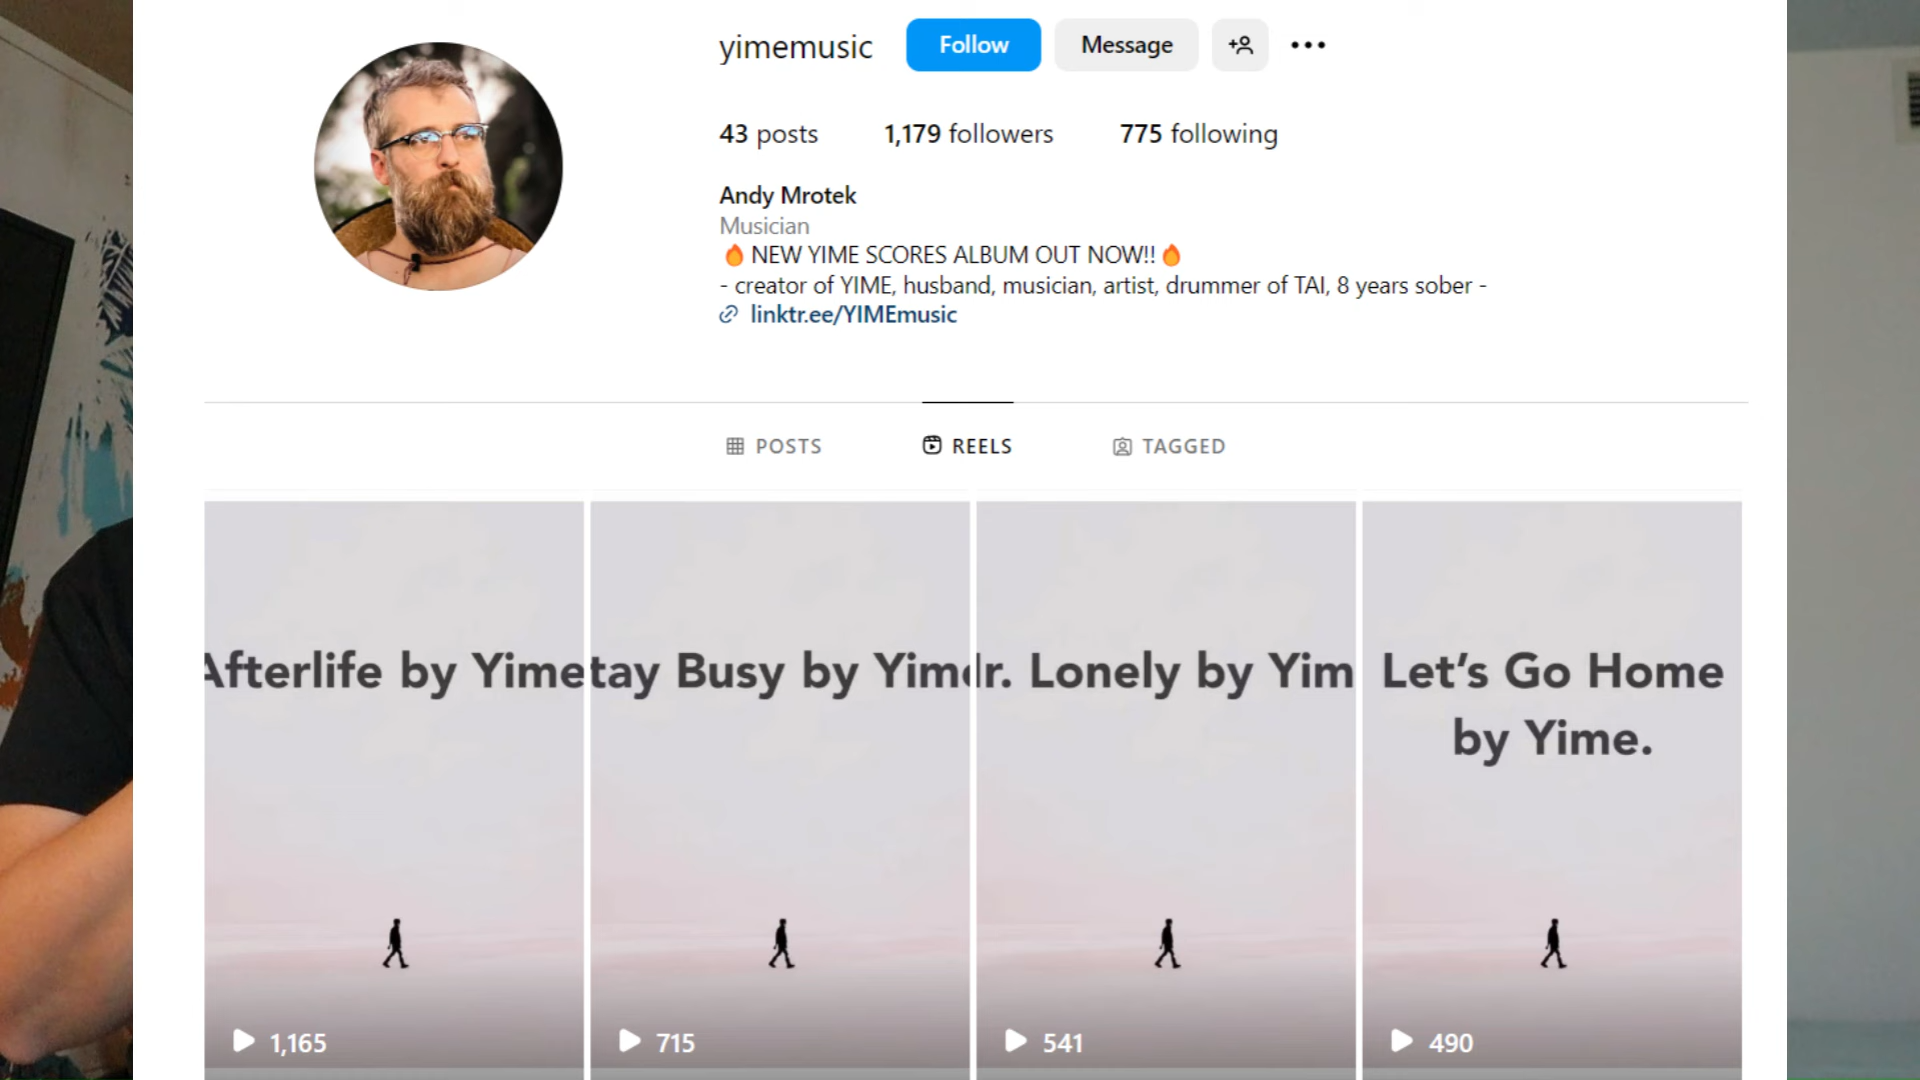 yimemusic Follow Message
43 posts 1,179 followers 775 following
Andy Mrotek
Musician
🔥 NEW YIME SCORES ALBUM OUT NOW!! 🔥
- creator of YIME, husband, musician, artist, drummer of TAI, 8 years sober -
linktr.ee/YIMEmusic
POSTS REELS TAGGED
Afterlife by Yime
tay Busy by Yim
r. Lonely by Yim
Let's Go Home
by Yime.
1,165 715 541 490